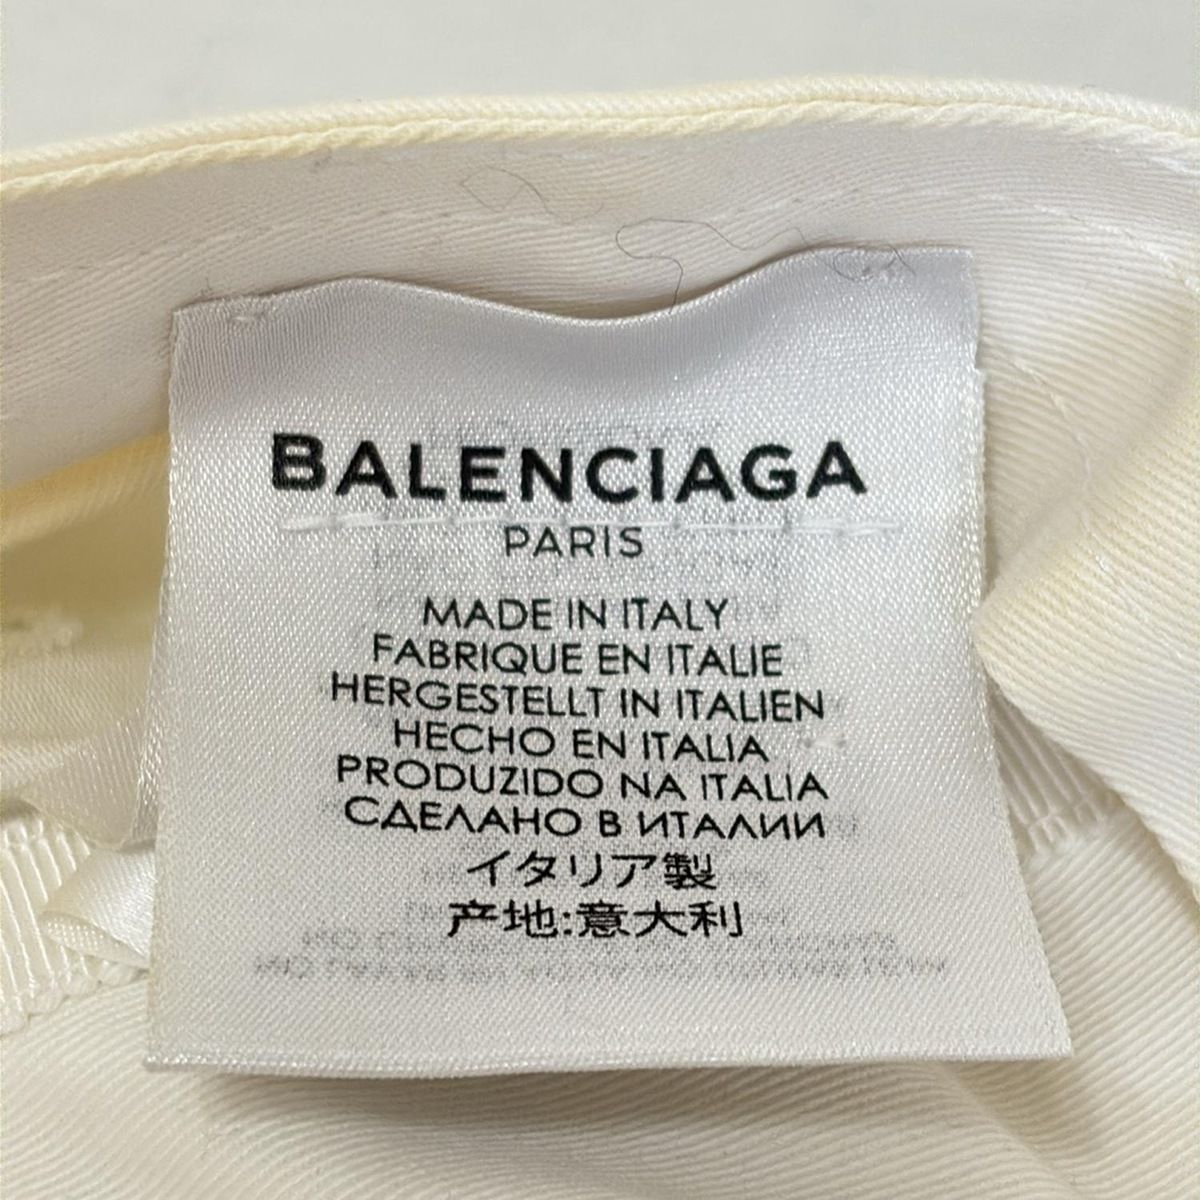 BALENCIAGA
PARIS
MADE IN ITALY
FABRIQUE EN ITALIE
HERGESTELLT IN ITALIEN
HECHO EN ITALIA
PRODUZIDO NA ITALIA
СДЕЛАНО В ИТАЛИИ
イタリア製
产地:意大利